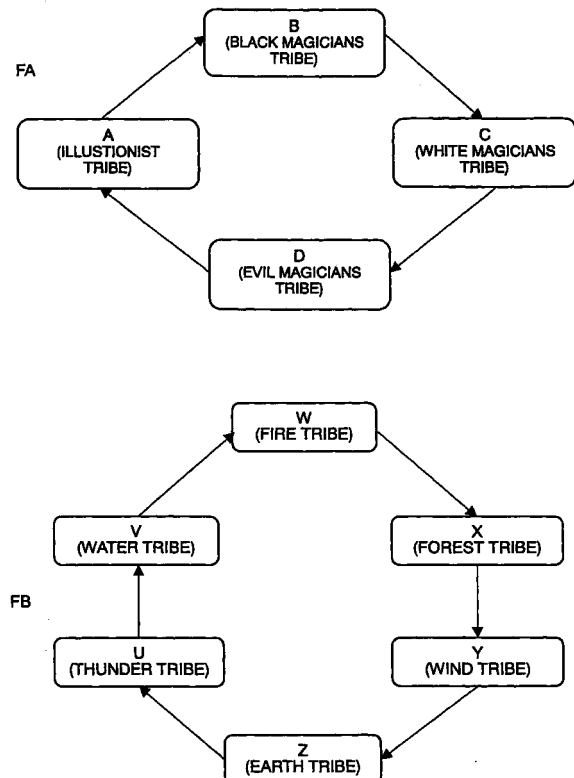 B
(BLACK MAGICIANS
TRIBE)
FA
A
(ILLUSTIONIST
TRIBE)
C
(WHITE MAGICIANS
TRIBE)
D
(EVIL MAGICIANS
TRIBE)
W
(FIRE TRIBE)
V
(WATER TRIBE)
X
(FOREST TRIBE)
FB
U
(THUNDER TRIBE)
Y
(WIND TRIBE)
Z
(EARTH TRIBE)